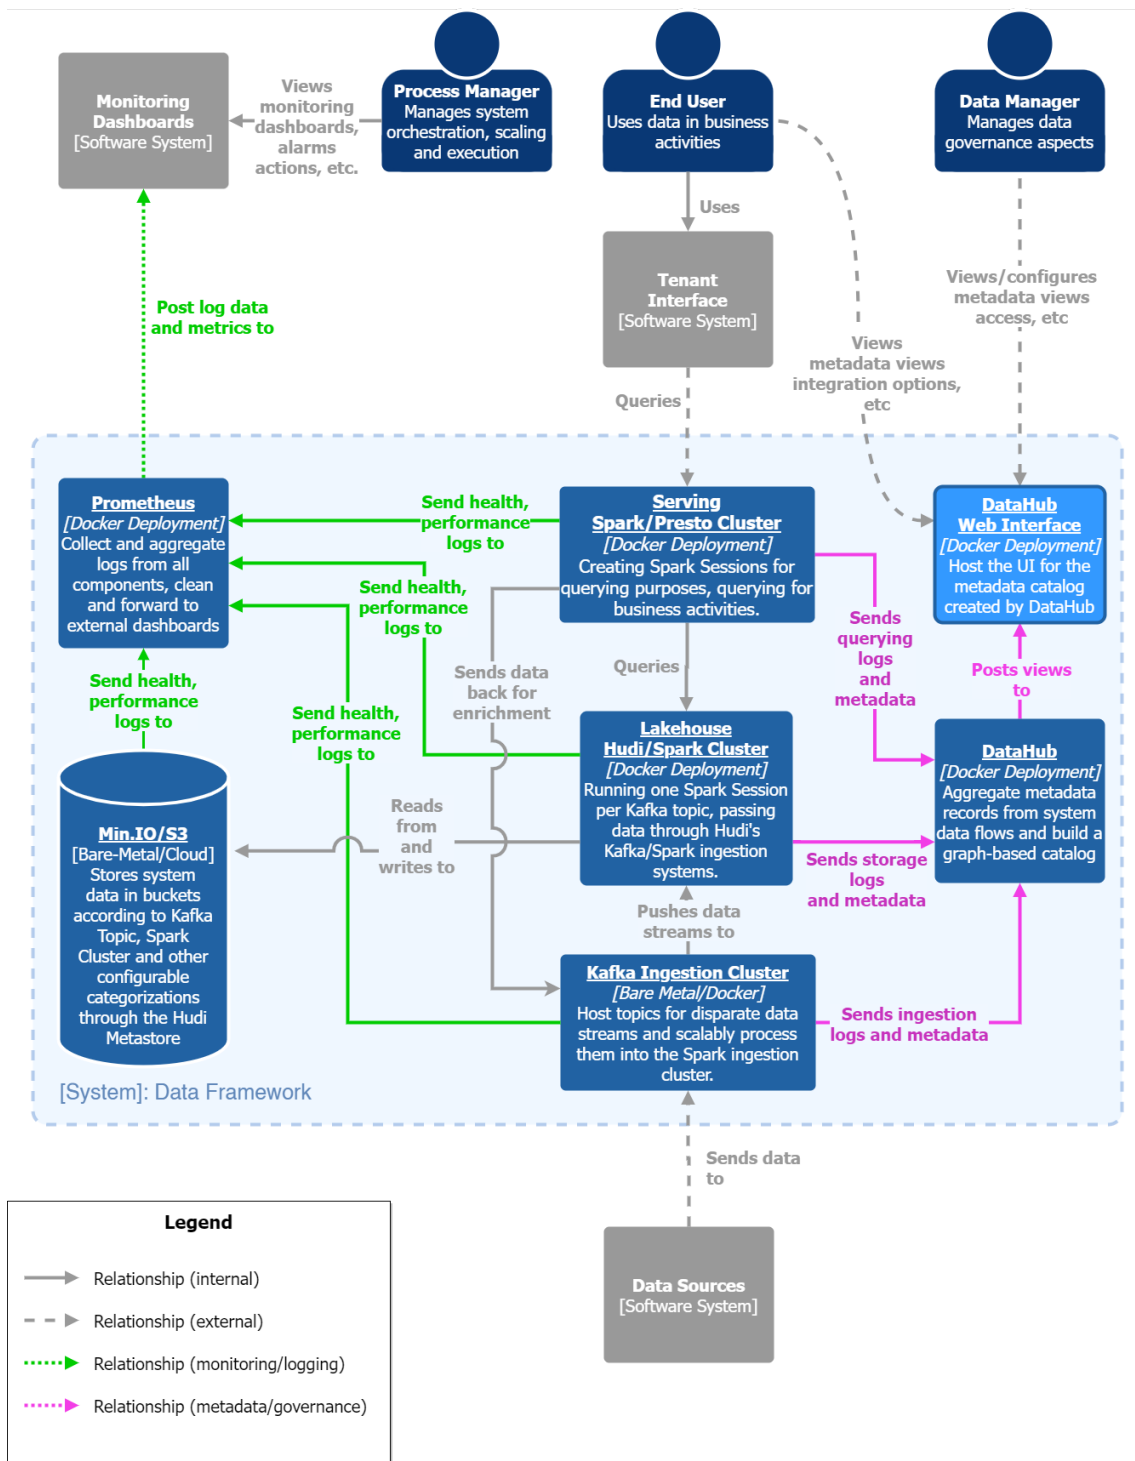 Monitoring
Dashboards
[Software System]
Views
monitoring
dashboards,
alarms
actions, etc.
Process Manager
Manages system
orchestration, scaling
and execution
End User
Uses data in business
activities
Data Manager
Manages data
governance aspects
Uses
Tenant
Interface
[Software System]
Views/configures
metadata views
access, etc
Post log data
and metrics to
Views
metadata views
integration options,
etc
Queries
Prometheus
[Docker Deployment]
Collect and aggregate
logs from all
components, clean
and forward to
external dashboards
Send health,
performance
logs to
Serving
Spark/Presto Cluster
[Docker Deployment]
Creating Spark Sessions for
querying purposes, querying for
business activities.
DataHub
Web Interface
[Docker Deployment]
Host the UI for the
metadata catalog
created by DataHub
Send health,
performance
logs to
Sends
querying
logs
and
metadata
Queries
Sends data
back for
enrichment
Posts views
to
Send health,
performance
logs to
Send health,
performance
logs to
Lakehouse
Hudi/Spark Cluster
[Docker Deployment]
Running one Spark Session
per Kafka topic, passing
data through Hudi's
Kafka/Spark ingestion
systems.
DataHub
[Docker Deployment]
Aggregate metadata
records from system
data flows and build a
graph-based catalog
Min.IO/S3
[Bare-Metal/Cloud]
Stores system
data in buckets
according to Kafka
Topic, Spark
Cluster and other
configurable
categorizations
through the Hudi
Metastore
Reads
from
and
writes to
Sends storage
logs
and metadata
Pushes data
streams to
Kafka Ingestion Cluster
[Bare Metal/Docker]
Host topics for disparate data
streams and scalably process
them into the Spark ingestion
cluster.
Sends ingestion
logs and metadata
[System]: Data Framework
Sends data
to
Data Sources
[Software System]
Legend
Relationship (internal)
Relationship (external)
Relationship (monitoring/logging)
Relationship (metadata/governance)